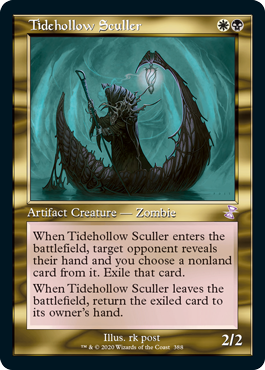 Tidehollow Sculler
Artifact Creature — Zombie
When Tidehollow Sculler enters the
battlefield, target opponent reveals
their hand and you choose a nonland
card from it. Exile that card.
When Tidehollow Sculler leaves the
battlefield, return the exiled card to
its owner's hand.
Illus. rk post
2/2
™ & © 2020 Wizards of the Coast 388